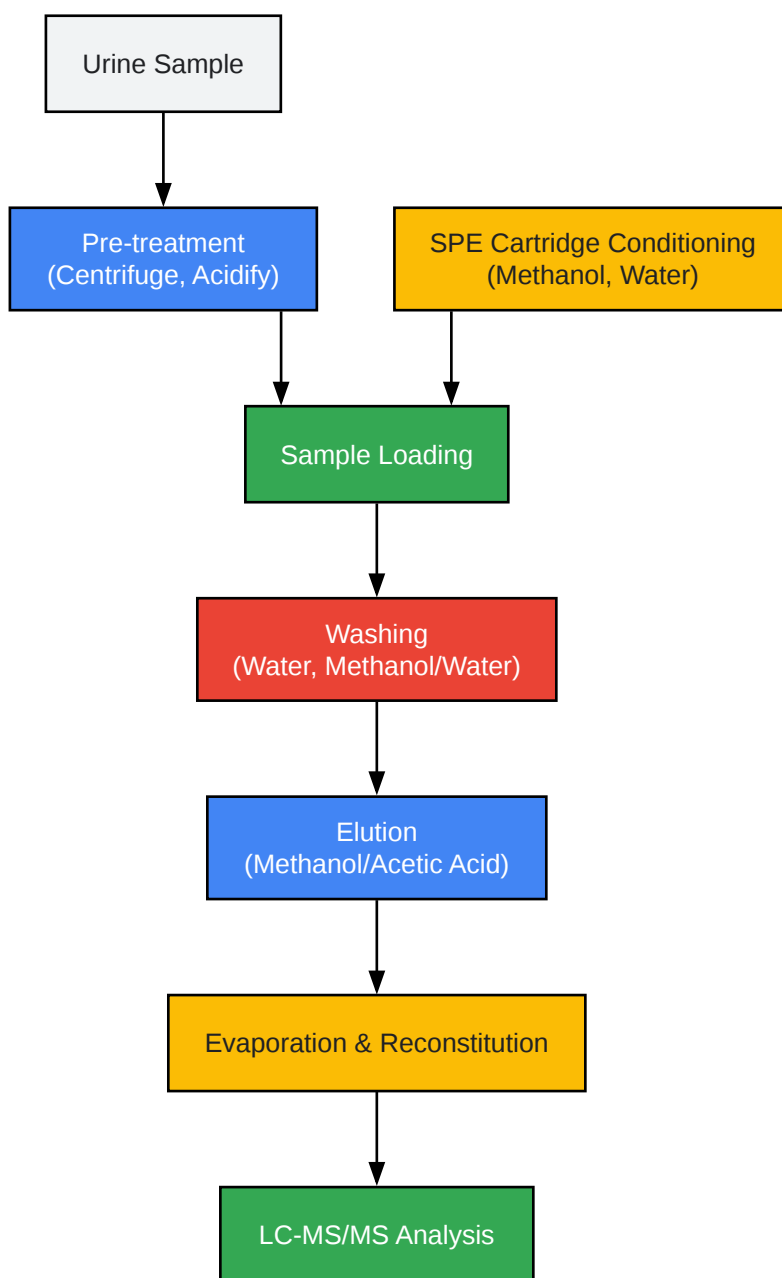 Urine Sample
Pre-treatment
(Centrifuge, Acidify)
SPE Cartridge Conditioning
(Methanol, Water)
Sample Loading
Washing
(Water, Methanol/Water)
Elution
(Methanol/Acetic Acid)
Evaporation & Reconstitution
LC-MS/MS Analysis